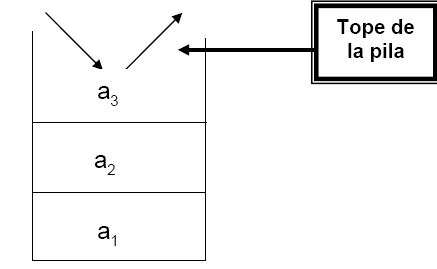 Tope de
la pila
a₃
a₂
a₁